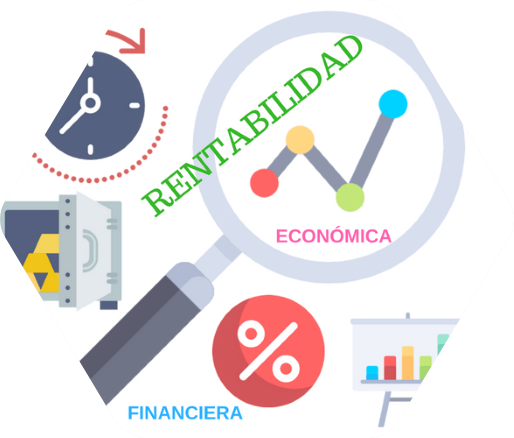 RENTABILIDAD
ECONÓMICA
%
FINANCIERA